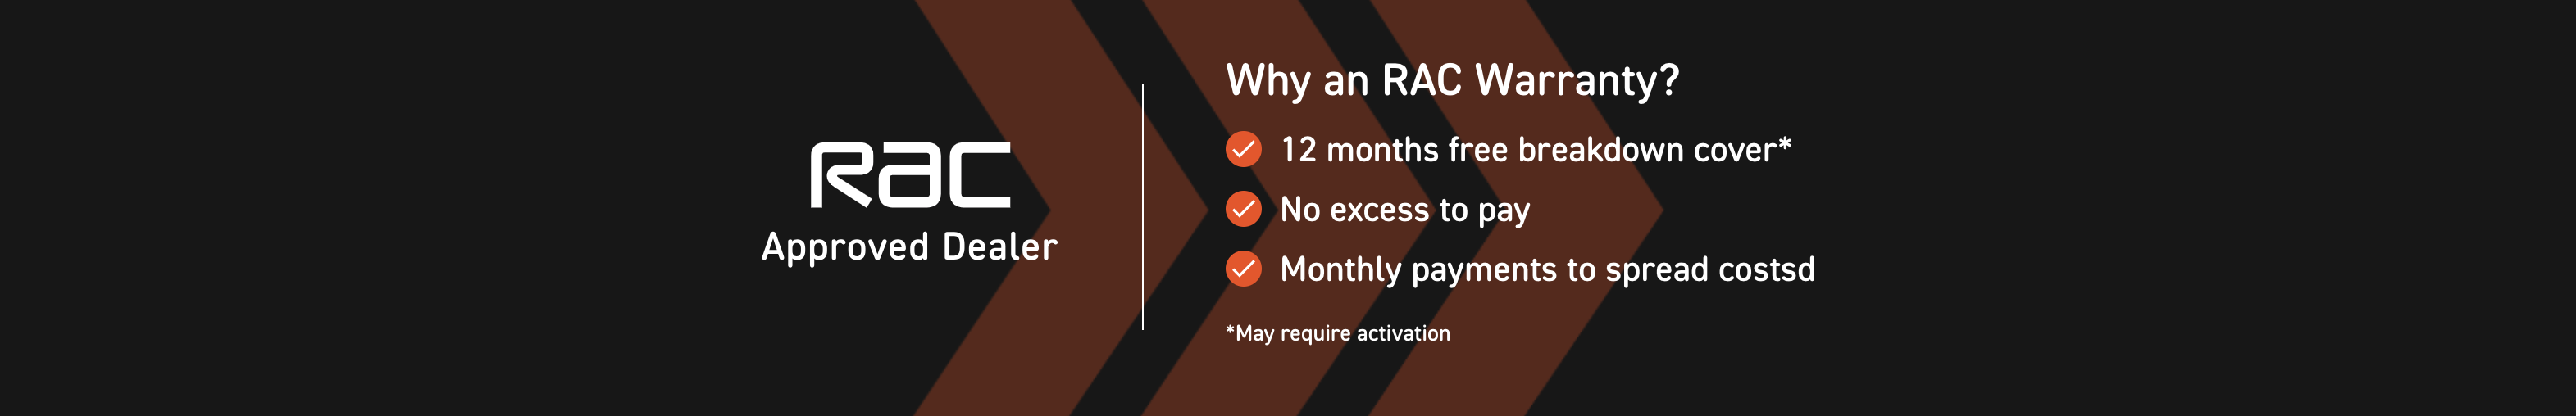 RAC
Approved Dealer
Why an RAC Warranty?
12 months free breakdown cover*
No excess to pay
Monthly payments to spread costsd
*May require activation